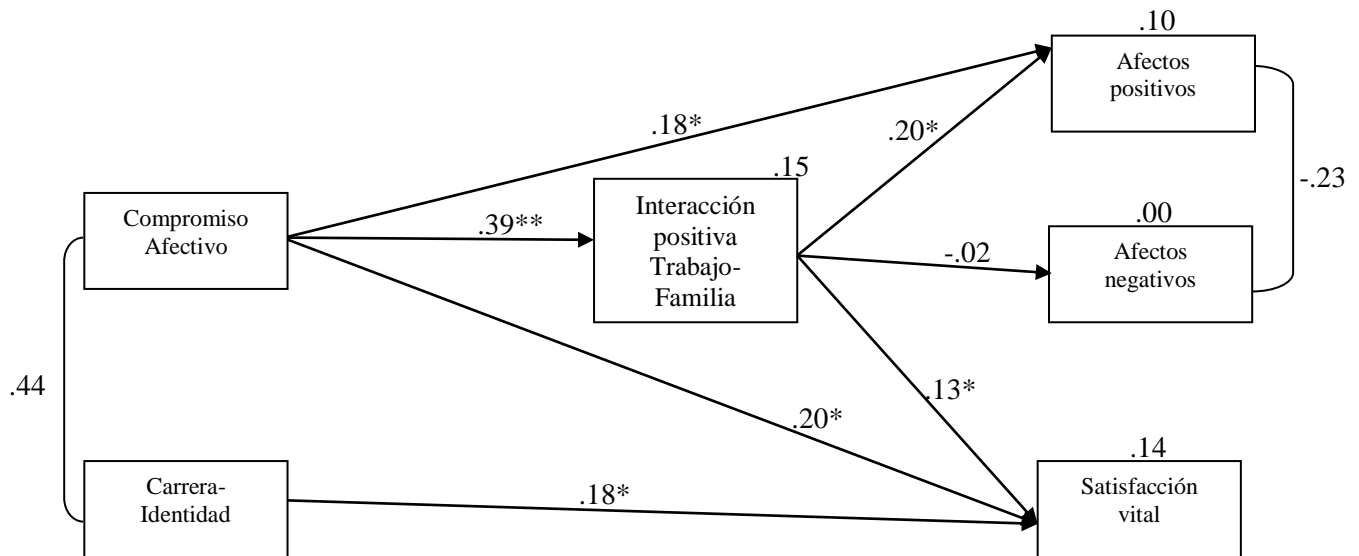 .10
Afectos
positivos
.18*
.20*
-.23
.15
Compromiso
Afectivo
.39**
Interacción
positiva
Trabajo-
Familia
.00
-.02
Afectos
negativos
.44
.13*
.20*
.14
Carrera-
Identidad
.18*
Satisfacción
vital